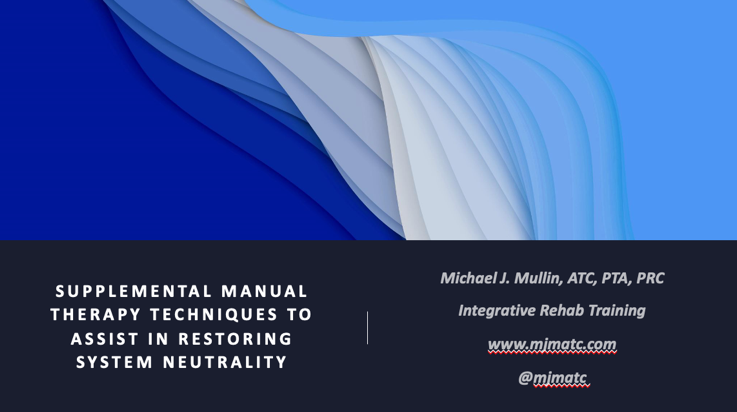 SUPPLEMENTAL MANUAL
THERAPY TECHNIQUES TO
ASSIST IN RESTORING
SYSTEM NEUTRALITY
Michael J. Mullin, ATC, PTA, PRC
Integrative Rehab Training
www.mjmatc.com
@mjmatc